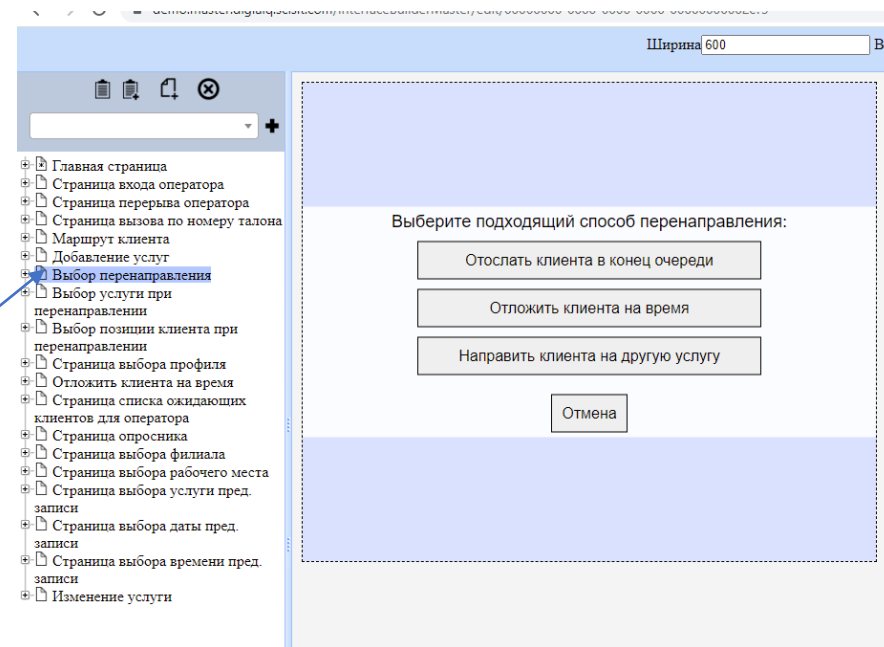 Ширина 600 В
Главная страница
Страница входа оператора
Страница перерыва оператора
Страница вызова по номеру талона
Маршрут клиента
Добавление услуг
Выбор перенаправления
Выбор услуги при
перенаправлении
Выбор позиции клиента при
перенаправлении
Страница выбора профиля
Отложить клиента на время
Страница списка ожидающих
клиентов для оператора
Страница опросника
Страница выбора филиала
Страница выбора рабочего места
Страница выбора услуги пред.
записи
Страница выбора даты пред.
записи
Страница выбора времени пред.
записи
Изменение услуги
Выберите подходящий способ перенаправления:
Отослать клиента в конец очереди
Отложить клиента на время
Направить клиента на другую услугу
Отмена